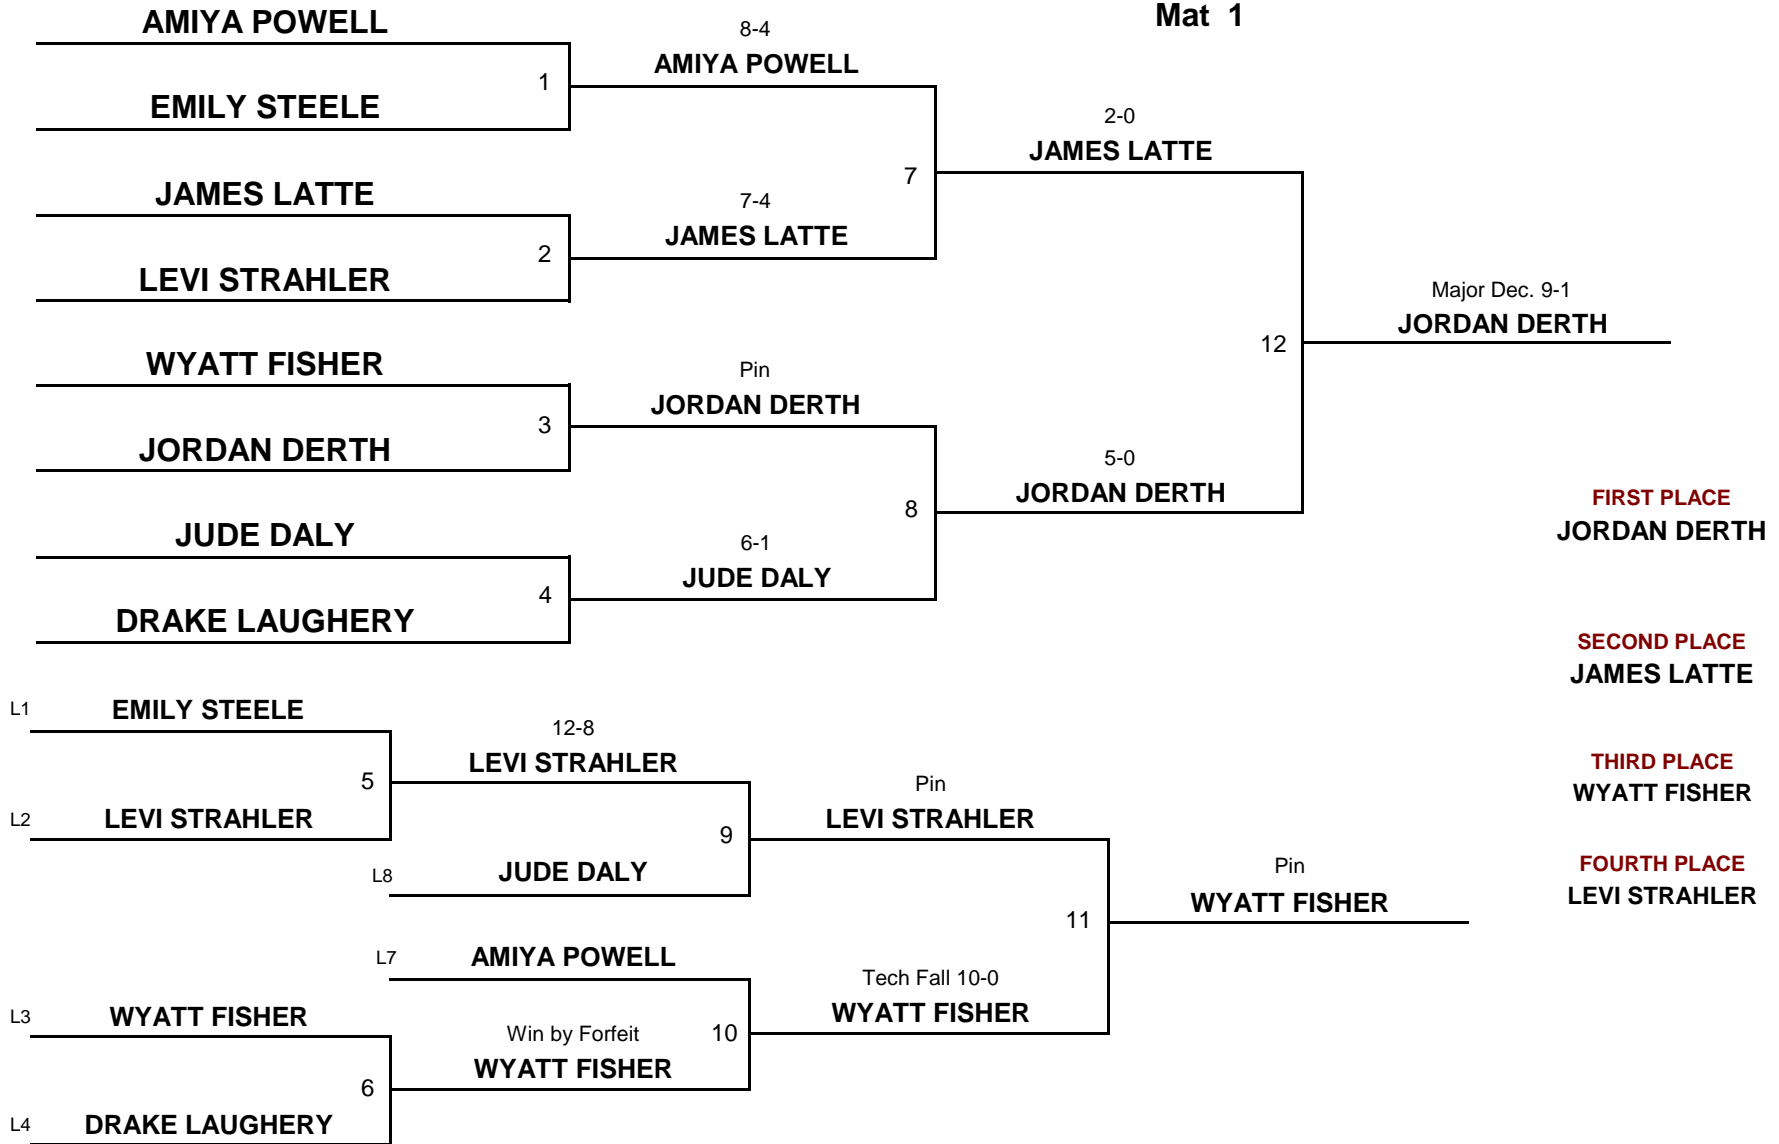 Mat 1
AMIYA POWELL
1
EMILY STEELE
JAMES LATTE
2
LEVI STRAHLER
WYATT FISHER
3
JORDAN DERTH
JUDE DALY
4
DRAKE LAUGHERY
8-4
AMIYA POWELL
7
7-4
JAMES LATTE
Pin
JORDAN DERTH
8
6-1
JUDE DALY
2-0
JAMES LATTE
12
5-0
JORDAN DERTH
Major Dec. 9-1
JORDAN DERTH
FIRST PLACE
JORDAN DERTH
SECOND PLACE
JAMES LATTE
THIRD PLACE
WYATT FISHER
FOURTH PLACE
LEVI STRAHLER
L1 EMILY STEELE
5
L2 LEVI STRAHLER
12-8
LEVI STRAHLER
9
L8 JUDE DALY
L7 AMIYA POWELL
10
L3 WYATT FISHER
6
L4 DRAKE LAUGHERY
Win by Forfeit
WYATT FISHER
Pin
LEVI STRAHLER
11
Tech Fall 10-0
WYATT FISHER
Pin
WYATT FISHER